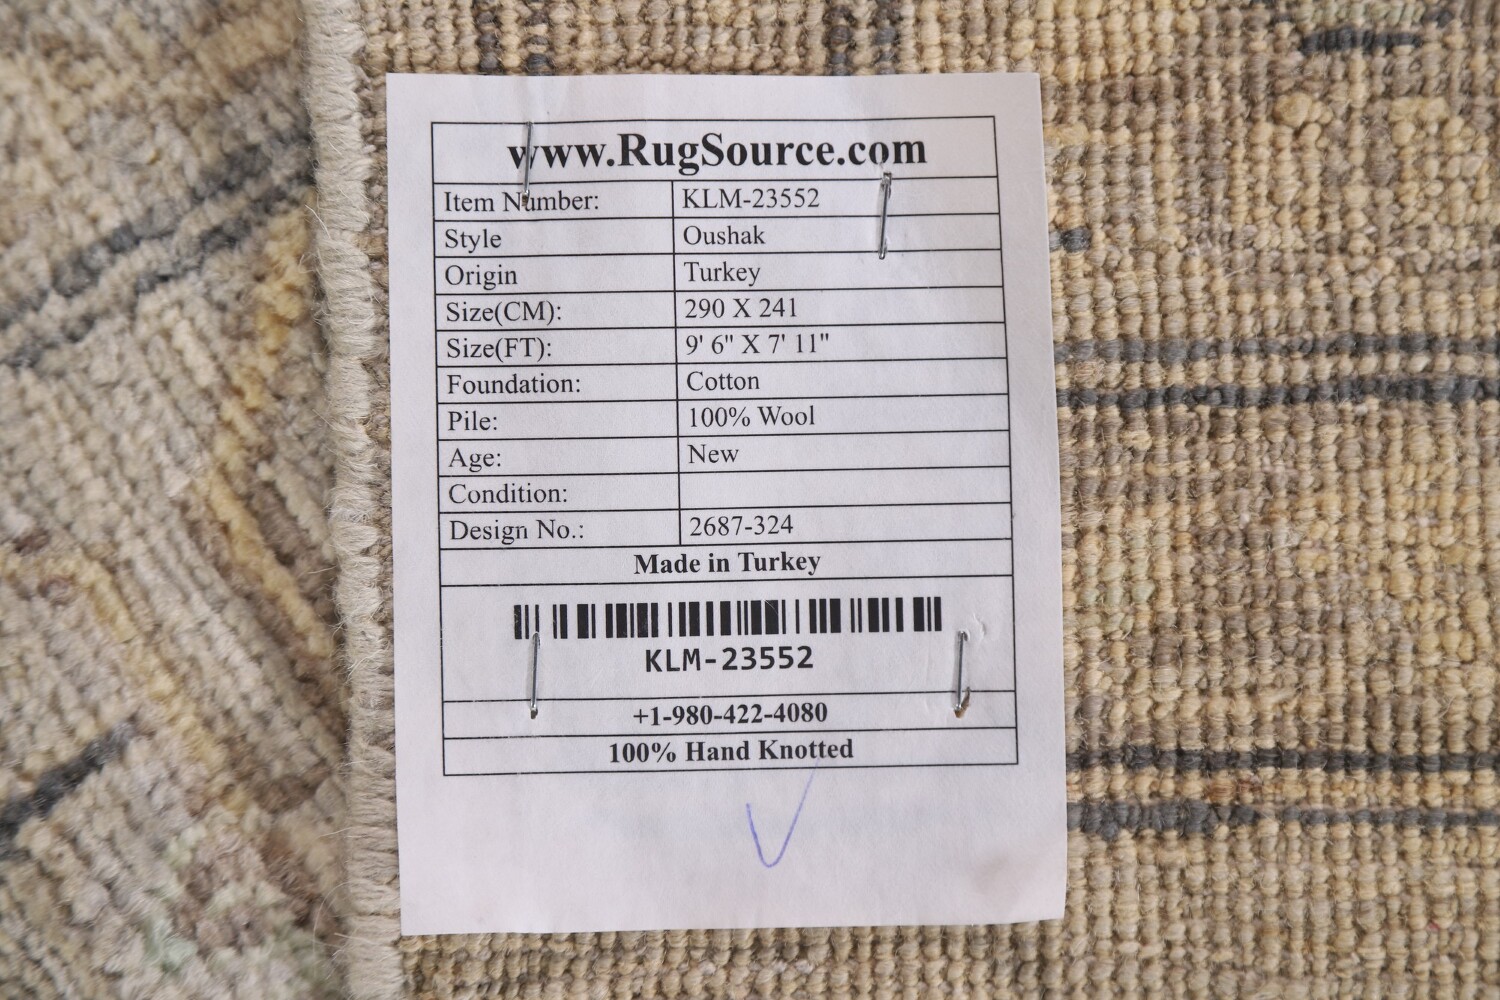 www.RugSource.com
Item Number: KLM-23552
Style Oushak
Origin Turkey
Size(CM): 290 X 241
Size(FT): 9' 6" X 7' 11"
Foundation: Cotton
Pile: 100% Wool
Age: New
Condition:
Design No.: 2687-324
Made in Turkey
KLM-23552
+1-980-422-4080
100% Hand Knotted